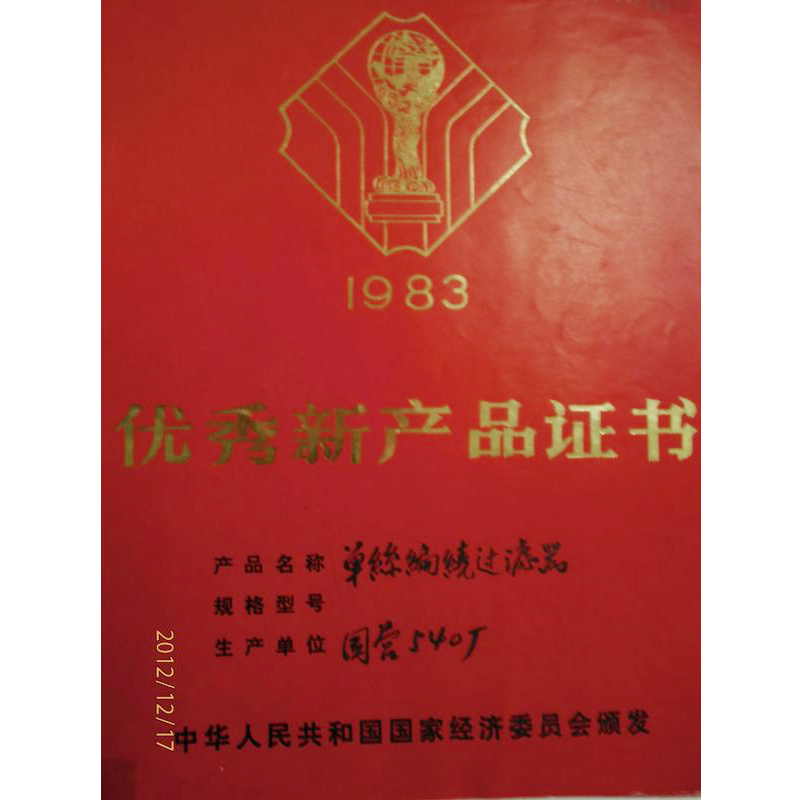 1983
优秀新产品证书
产品名称 单丝编绕过滤器
规格型号
生产单位 国营540厂
中华人民共和国国家经济委员会颁发
2012/12/17